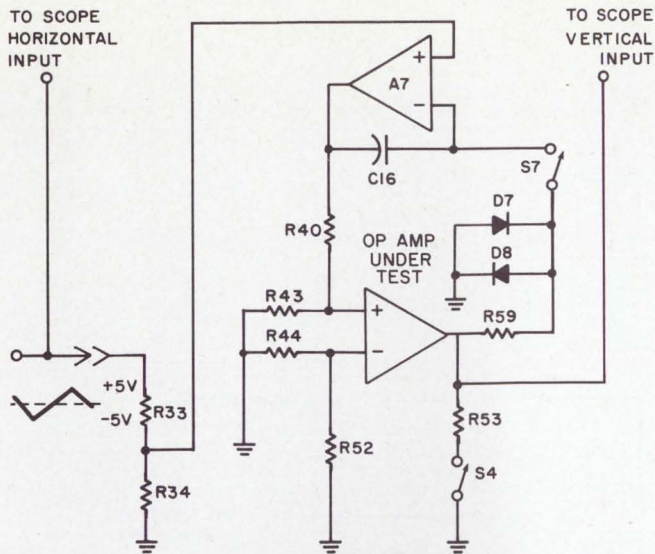 TO SCOPE
HORIZONTAL
INPUT
TO SCOPE
VERTICAL
INPUT
+
A7
−
C16
S7
D7
D8
R40
OP AMP
UNDER
TEST
R43
R44
+
−
R59
+5V
−5V
R33
R34
R52
R53
S4